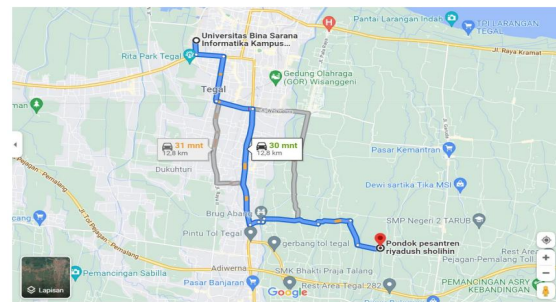 Pantai Larangan Indah
TPI LARANGAN
TEGAL
Universitas Bina Sarana
Informatika Kampus...
Jl. Raya Kramat
Rita Park Tegal
Gedung Olahraga
(GOR) Wisanggeni
Tegal
31 mnt
12,8 km
30 mnt
12,8 km
Pasar Kemantran
Dukuhturi
Dewi sartika Tika MSI
Jl Tol Pejagan - Pemalang
Brug Abang
SMP Negeri 2 TARUB
Pintu Tol Tegal
gerbang tol tegal
Pondok pesantren
riyadush sholihin
Rest Area
Pejagan-Pemalang Toll
Adiwerna
Pemancingan Sabilla
SMK Bhakti Praja Talang
PEMANCINGAN ASRY
KEBANDINGAN
Pasar Banjaran
Rest Area Tegal 282
Lapisan
Google